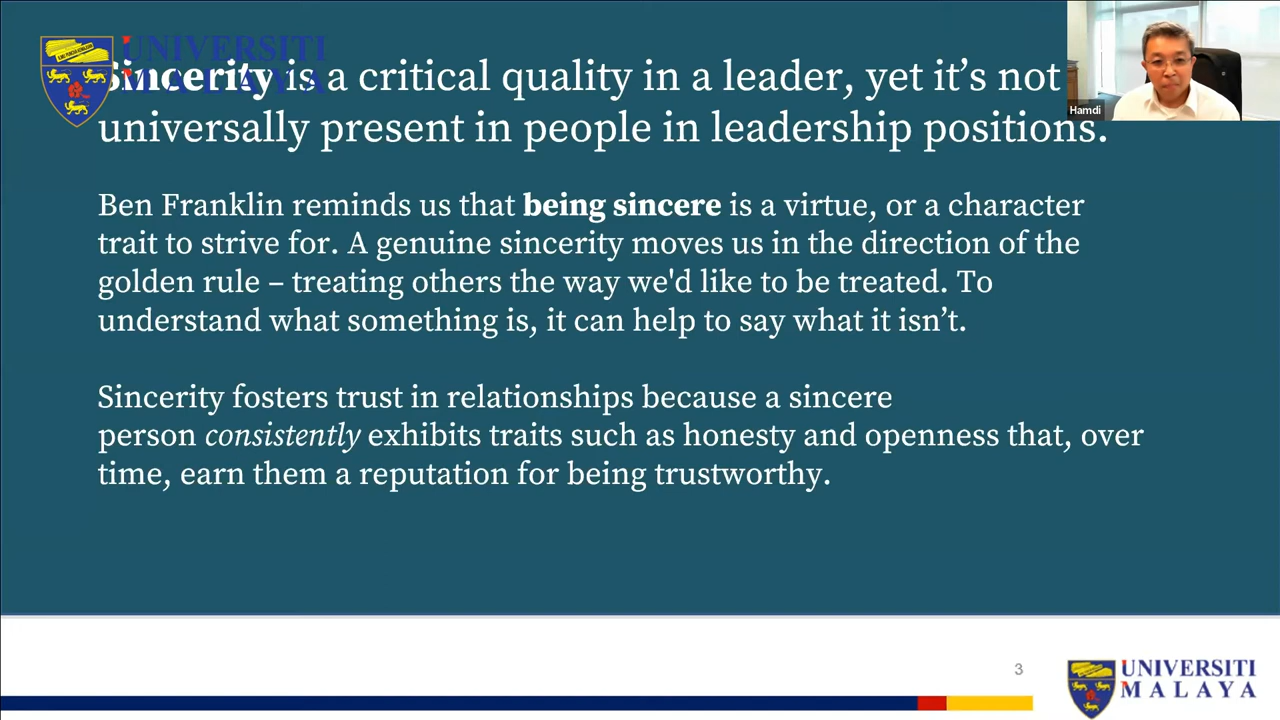 UNIVERSITI
MALAYA
Sincerity is a critical quality in a leader, yet it’s not
universally present in people in leadership positions.
Hamdi
Ben Franklin reminds us that being sincere is a virtue, or a character
trait to strive for. A genuine sincerity moves us in the direction of the
golden rule – treating others the way we'd like to be treated. To
understand what something is, it can help to say what it isn’t.
Sincerity fosters trust in relationships because a sincere
person consistently exhibits traits such as honesty and openness that, over
time, earn them a reputation for being trustworthy.
3
UNIVERSITI
MALAYA